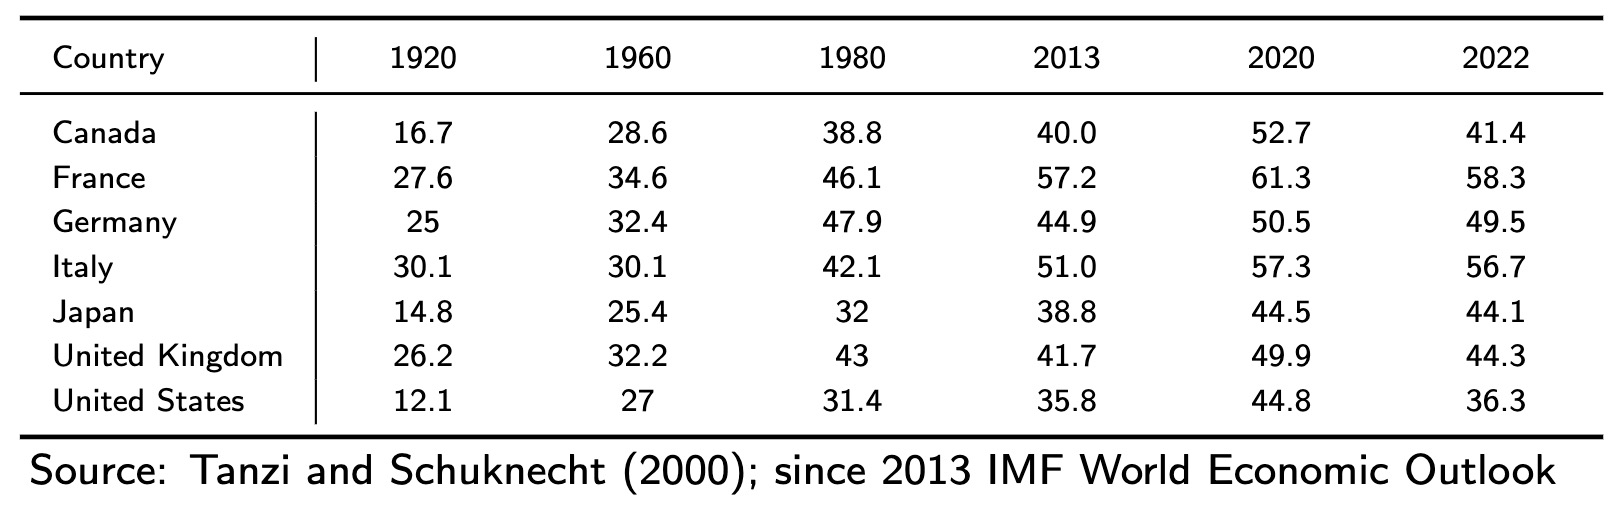 Country 1920 1960 1980 2013 2020 2022
Canada 16.7 28.6 38.8 40.0 52.7 41.4
France 27.6 34.6 46.1 57.2 61.3 58.3
Germany 25 32.4 47.9 44.9 50.5 49.5
Italy 30.1 30.1 42.1 51.0 57.3 56.7
Japan 14.8 25.4 32 38.8 44.5 44.1
United Kingdom 26.2 32.2 43 41.7 49.9 44.3
United States 12.1 27 31.4 35.8 44.8 36.3
Source: Tanzi and Schuknecht (2000); since 2013 IMF World Economic Outlook